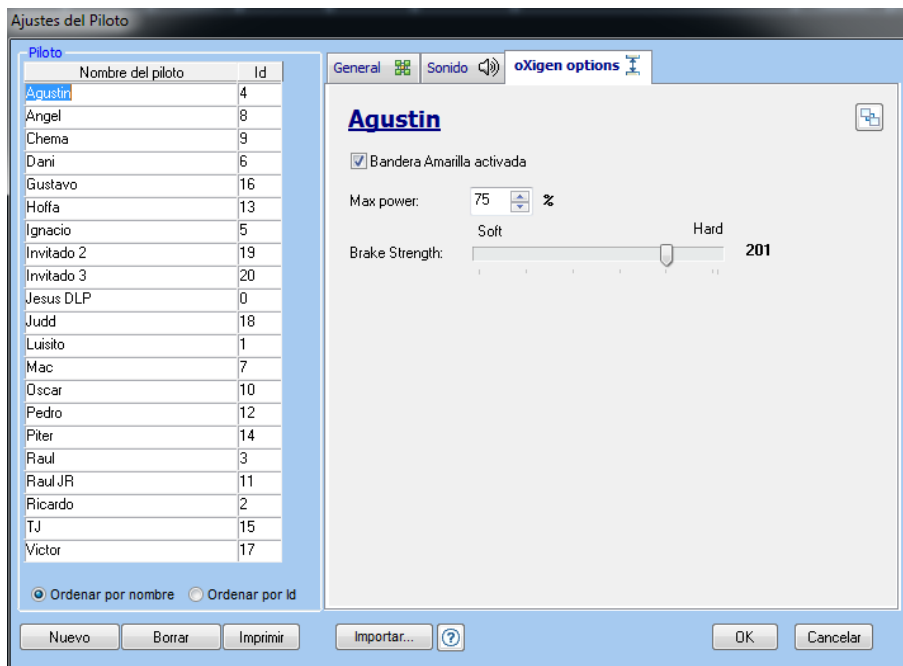 Ajustes del Piloto
Piloto
Nombre del piloto Id
Agustin 4
Angel 8
Chema 9
Dani 6
Gustavo 16
Hoffa 13
Ignacio 5
Invitado 2 19
Invitado 3 20
Jesus DLP 0
Judd 18
Luisito 1
Mac 7
Oscar 10
Pedro 12
Piter 14
Raul 3
Raul JR 11
Ricardo 2
TJ 15
Victor 17
Ordenar por nombre Ordenar por Id
Nuevo Borrar Imprimir
General Sonido oXigen options
Agustin
Bandera Amarilla activada
Max power: 75 %
Soft Hard
Brake Strength: 201
Importar... ? OK Cancelar